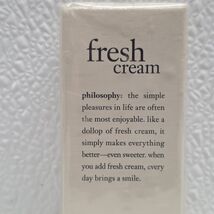 fresh
cream
philosophy: the simple
pleasures in life are often
the most enjoyable. like a
dollop of fresh cream, it
simply makes everything
better—even sweeter. when
you add fresh cream, every
day brings a smile.